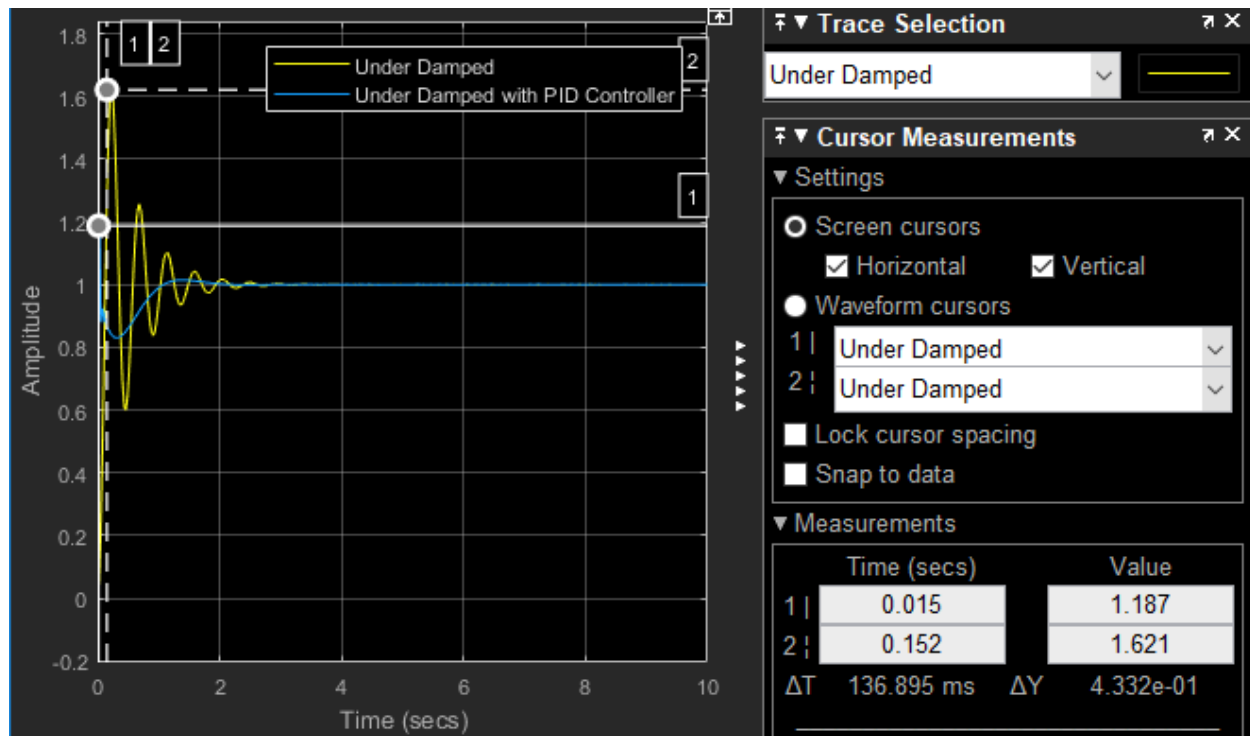 1.8
1 2
2
Under Damped
Under Damped with PID Controller
1.6
1.4
1
1.2
1
0.8
0.6
0.4
0.2
0
-0.2
Amplitude
0 2 4 6 8 10
Time (secs)
Trace Selection
Under Damped
Cursor Measurements
Settings
Screen cursors
Horizontal Vertical
Waveform cursors
1 | Under Damped
2 ¦ Under Damped
Lock cursor spacing
Snap to data
Measurements
Time (secs) Value
1 | 0.015 1.187
2 ¦ 0.152 1.621
ΔT 136.895 ms ΔY 4.332e-01